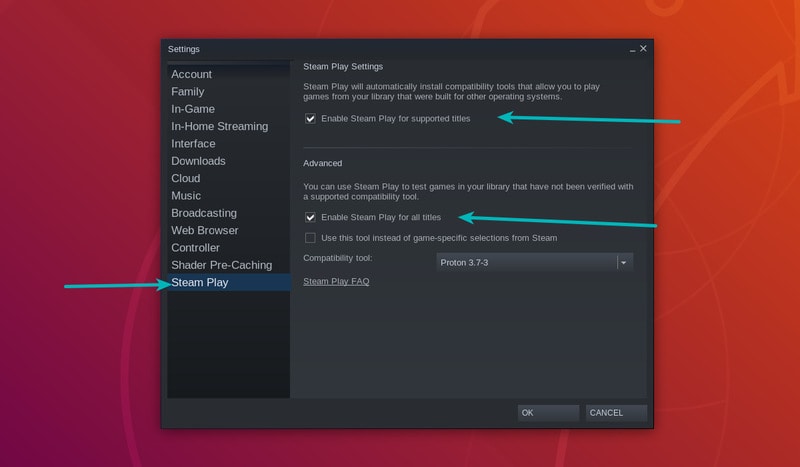 Settings
Account
Family
In-Game
In-Home Streaming
Interface
Downloads
Cloud
Music
Broadcasting
Web Browser
Controller
Shader Pre-Caching
Steam Play
Steam Play Settings
Steam Play will automatically install compatibility tools that allow you to play
games from your library that were built for other operating systems.
Enable Steam Play for supported titles
Advanced
You can use Steam Play to test games in your library that have not been verified with
a supported compatibility tool.
Enable Steam Play for all titles
Use this tool instead of game-specific selections from Steam
Compatibility tool:
Proton 3.7-3
Steam Play FAQ
OK
CANCEL